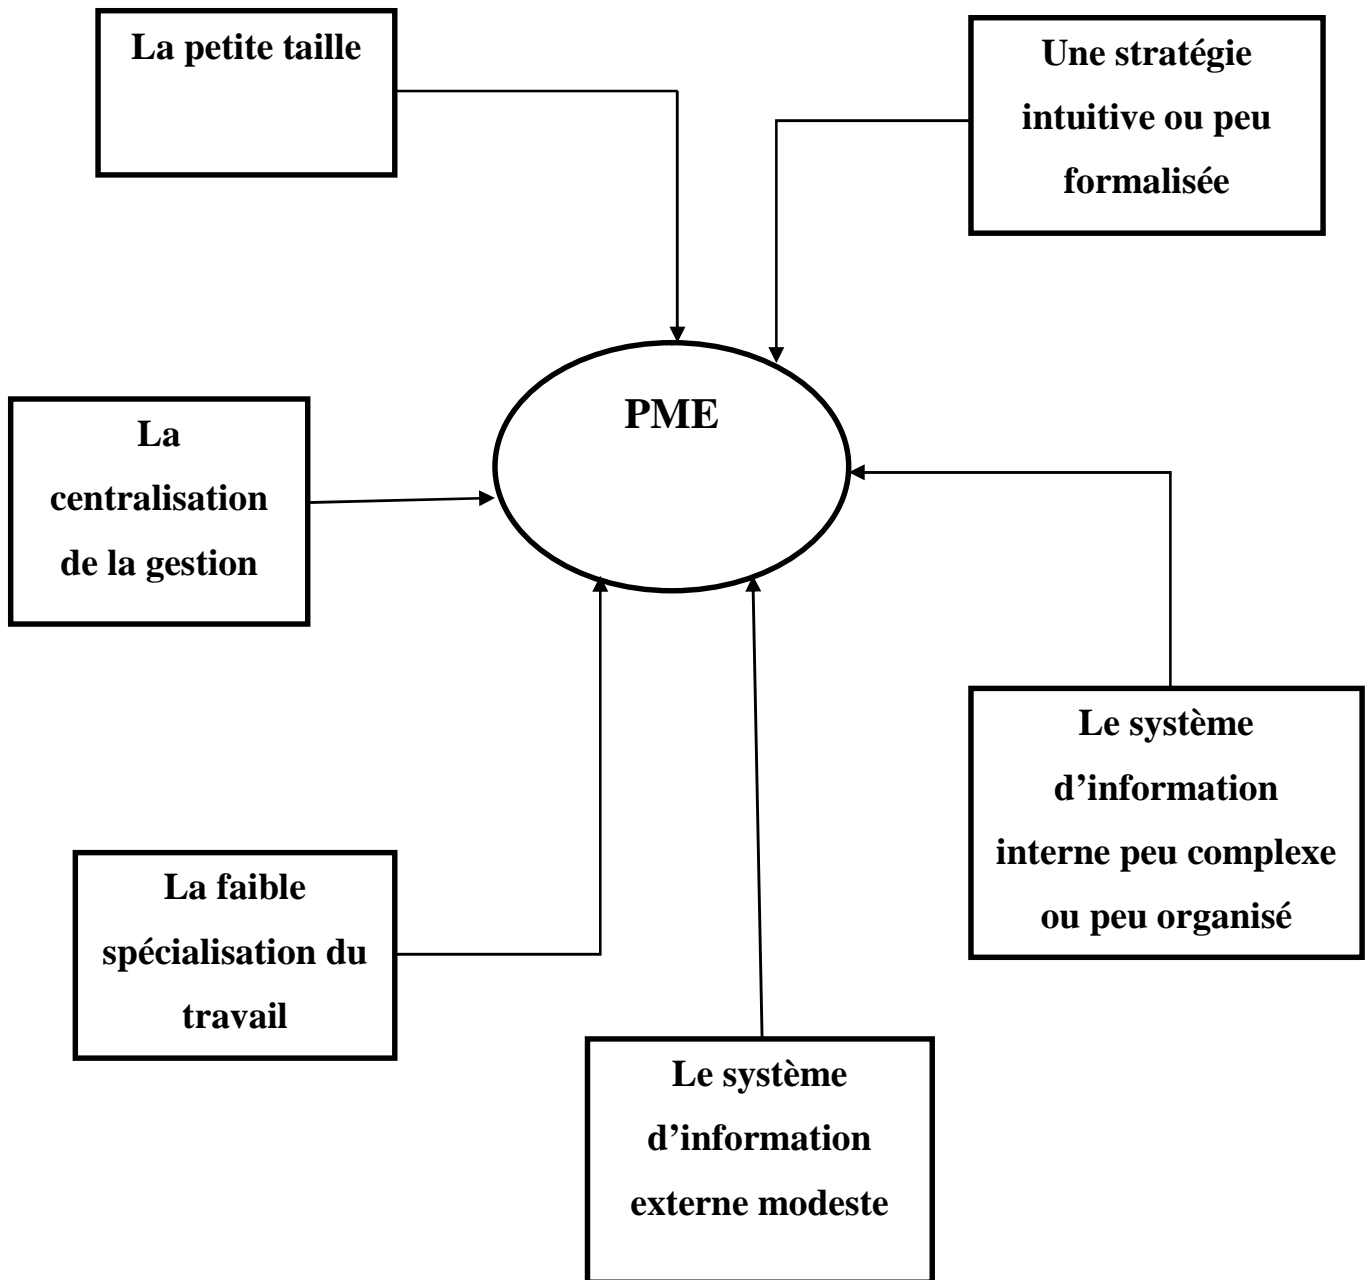 La petite taille
Une stratégie
intuitive ou peu
formalisée
PME
La
centralisation
de la gestion
Le système
d’information
interne peu complexe
ou peu organisé
La faible
spécialisation du
travail
Le système
d’information
externe modeste